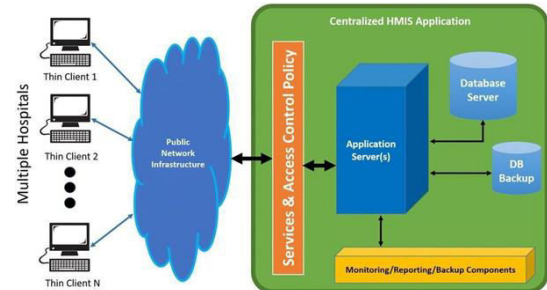 Multiple Hospitals
Thin Client 1
Thin Client 2
Thin Client N
Public
Network
Infrastructure
Centralized HMIS Application
Services & Access Control Policy
Application
Server(s)
Database
Server
DB
Backup
Monitoring/Reporting/Backup Components